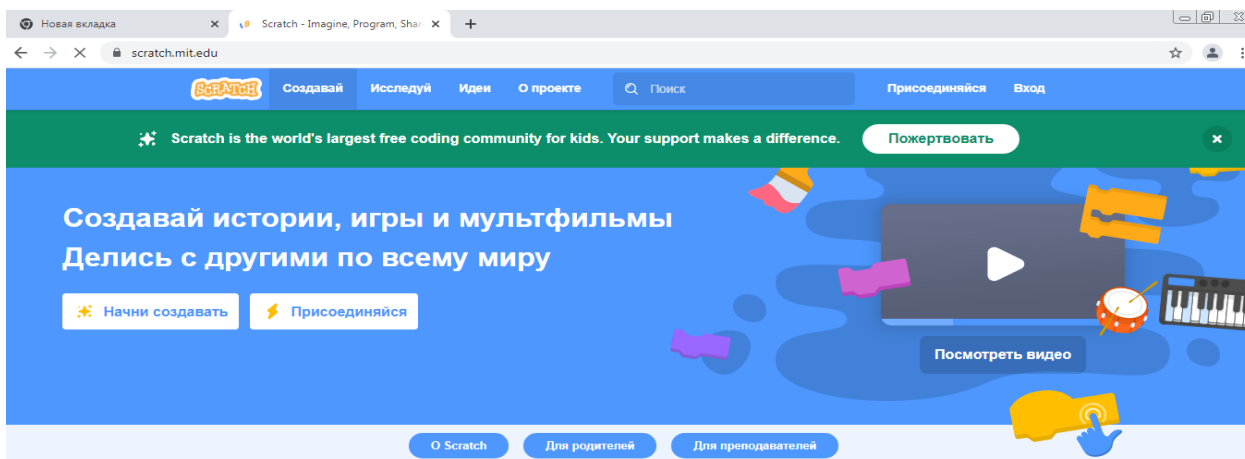 Новая вкладка
Scratch - Imagine, Program, Shar
scratch.mit.edu
SCRATCH
Создавай
Исследуй
Идеи
О проекте
Поиск
Присоединяйся
Вход
Scratch is the world's largest free coding community for kids. Your support makes a difference.
Пожертвовать
Создавай истории, игры и мультфильмы
Делись с другими по всему миру
Начни создавать
Присоединяйся
Посмотреть видео
О Scratch
Для родителей
Для преподавателей